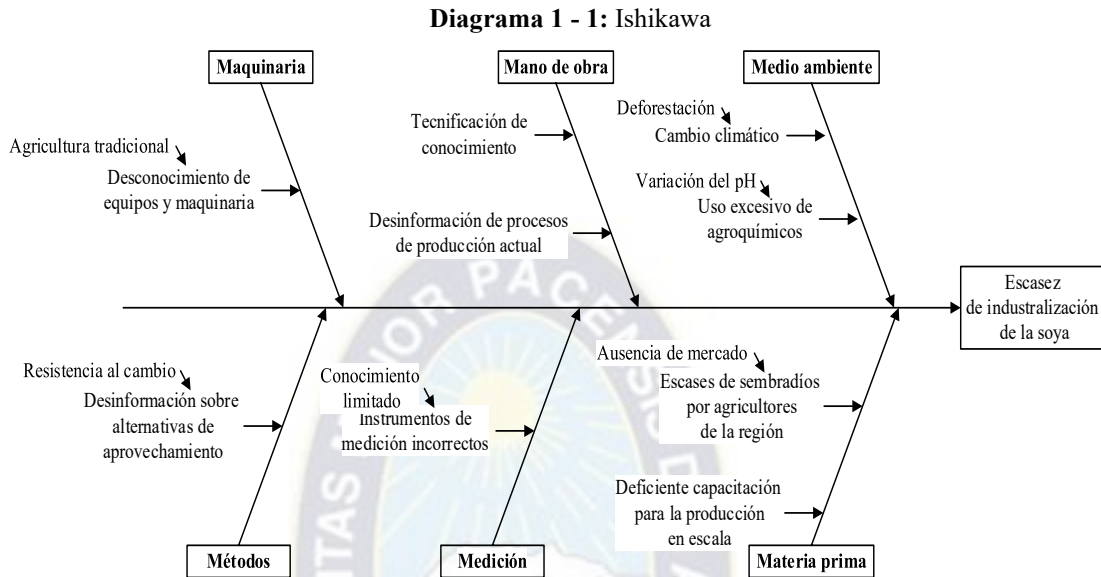 Diagrama 1 - 1: Ishikawa
Maquinaria
Mano de obra
Medio ambiente
Agricultura tradicional
Desconocimiento de
equipos y maquinaria
Tecnificación de
conocimiento
Desinformación de procesos
de producción actual
Deforestación
Cambio climático
Variación del pH
Uso excesivo de
agroquímicos
Escasez
de industralización
de la soya
Resistencia al cambio
Desinformación sobre
alternativas de
aprovechamiento
Conocimiento
limitado
Instrumentos de
medición incorrectos
Ausencia de mercado
Escases de sembradíos
por agricultores
de la región
Deficiente capacitación
para la producción
en escala
Métodos
Medición
Materia prima
PACENSIS